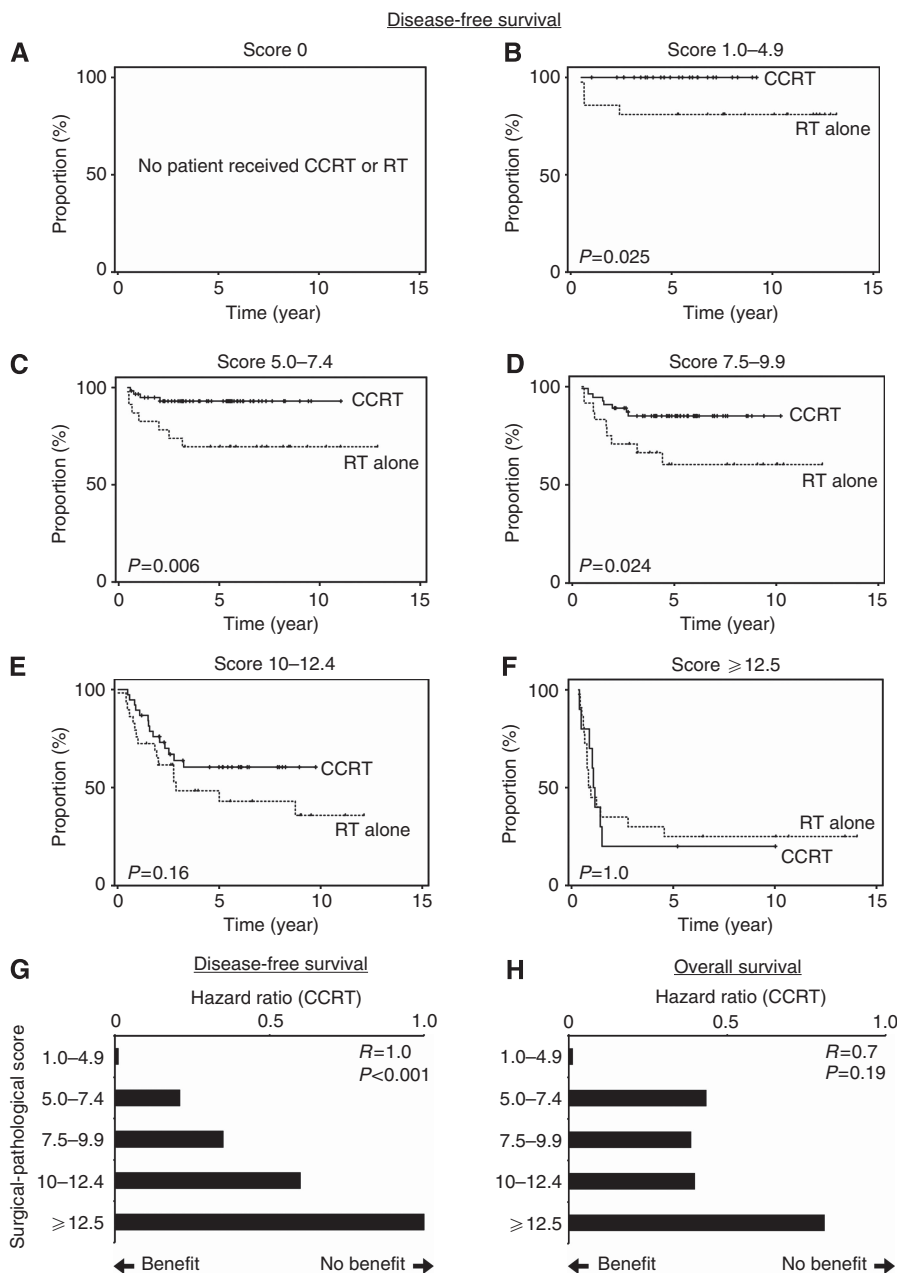 Disease-free survival
A
Score 0
Proportion (%)
100
50
0
No patient received CCRT or RT
0 5 10 15
Time (year)
B
Score 1.0–4.9
Proportion (%)
100
50
0
CCRT
RT alone
P=0.025
0 5 10 15
Time (year)
C
Score 5.0–7.4
Proportion (%)
100
50
0
CCRT
RT alone
P=0.006
0 5 10 15
Time (year)
D
Score 7.5–9.9
Proportion (%)
100
50
0
CCRT
RT alone
P=0.024
0 5 10 15
Time (year)
E
Score 10–12.4
Proportion (%)
100
50
0
CCRT
RT alone
P=0.16
0 5 10 15
Time (year)
F
Score ⩾12.5
Proportion (%)
100
50
0
RT alone
CCRT
P=1.0
0 5 10 15
Time (year)
G
Disease-free survival
Hazard ratio (CCRT)
0 0.5 1.0
Surgical-pathological score
R=1.0
P<0.001
1.0–4.9
5.0–7.4
7.5–9.9
10–12.4
⩾12.5
Benefit No benefit
H
Overall survival
Hazard ratio (CCRT)
0 0.5 1.0
R=0.7
P=0.19
1.0–4.9
5.0–7.4
7.5–9.9
10–12.4
⩾12.5
Benefit No benefit